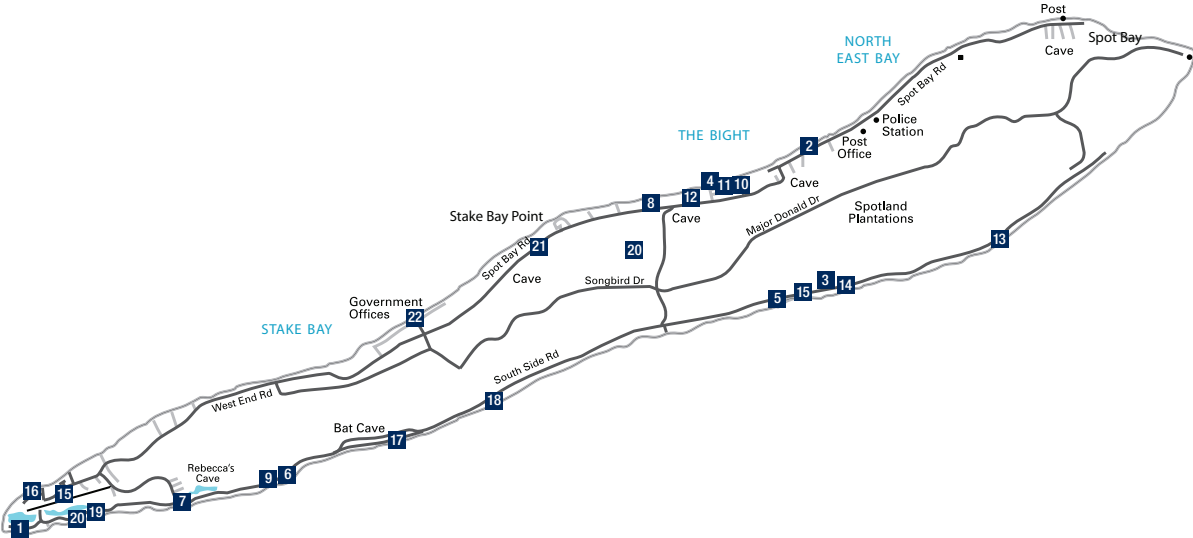 Post
Spot Bay
Cave
NORTH
EAST BAY
Spot Bay Rd
Police
Station
Post
Office
THE BIGHT
2
4
11
10
Cave
12
8
Cave
Spotland
Plantations
Major Donald Dr
Stake Bay Point
21
Spot Bay Rd
20
13
Cave
Songbird Dr
3
14
15
5
Government
Offices
22
STAKE BAY
South Side Rd
West End Rd
18
Bat Cave
17
Rebecca's
Cave
6
9
16
15
7
19
20
1